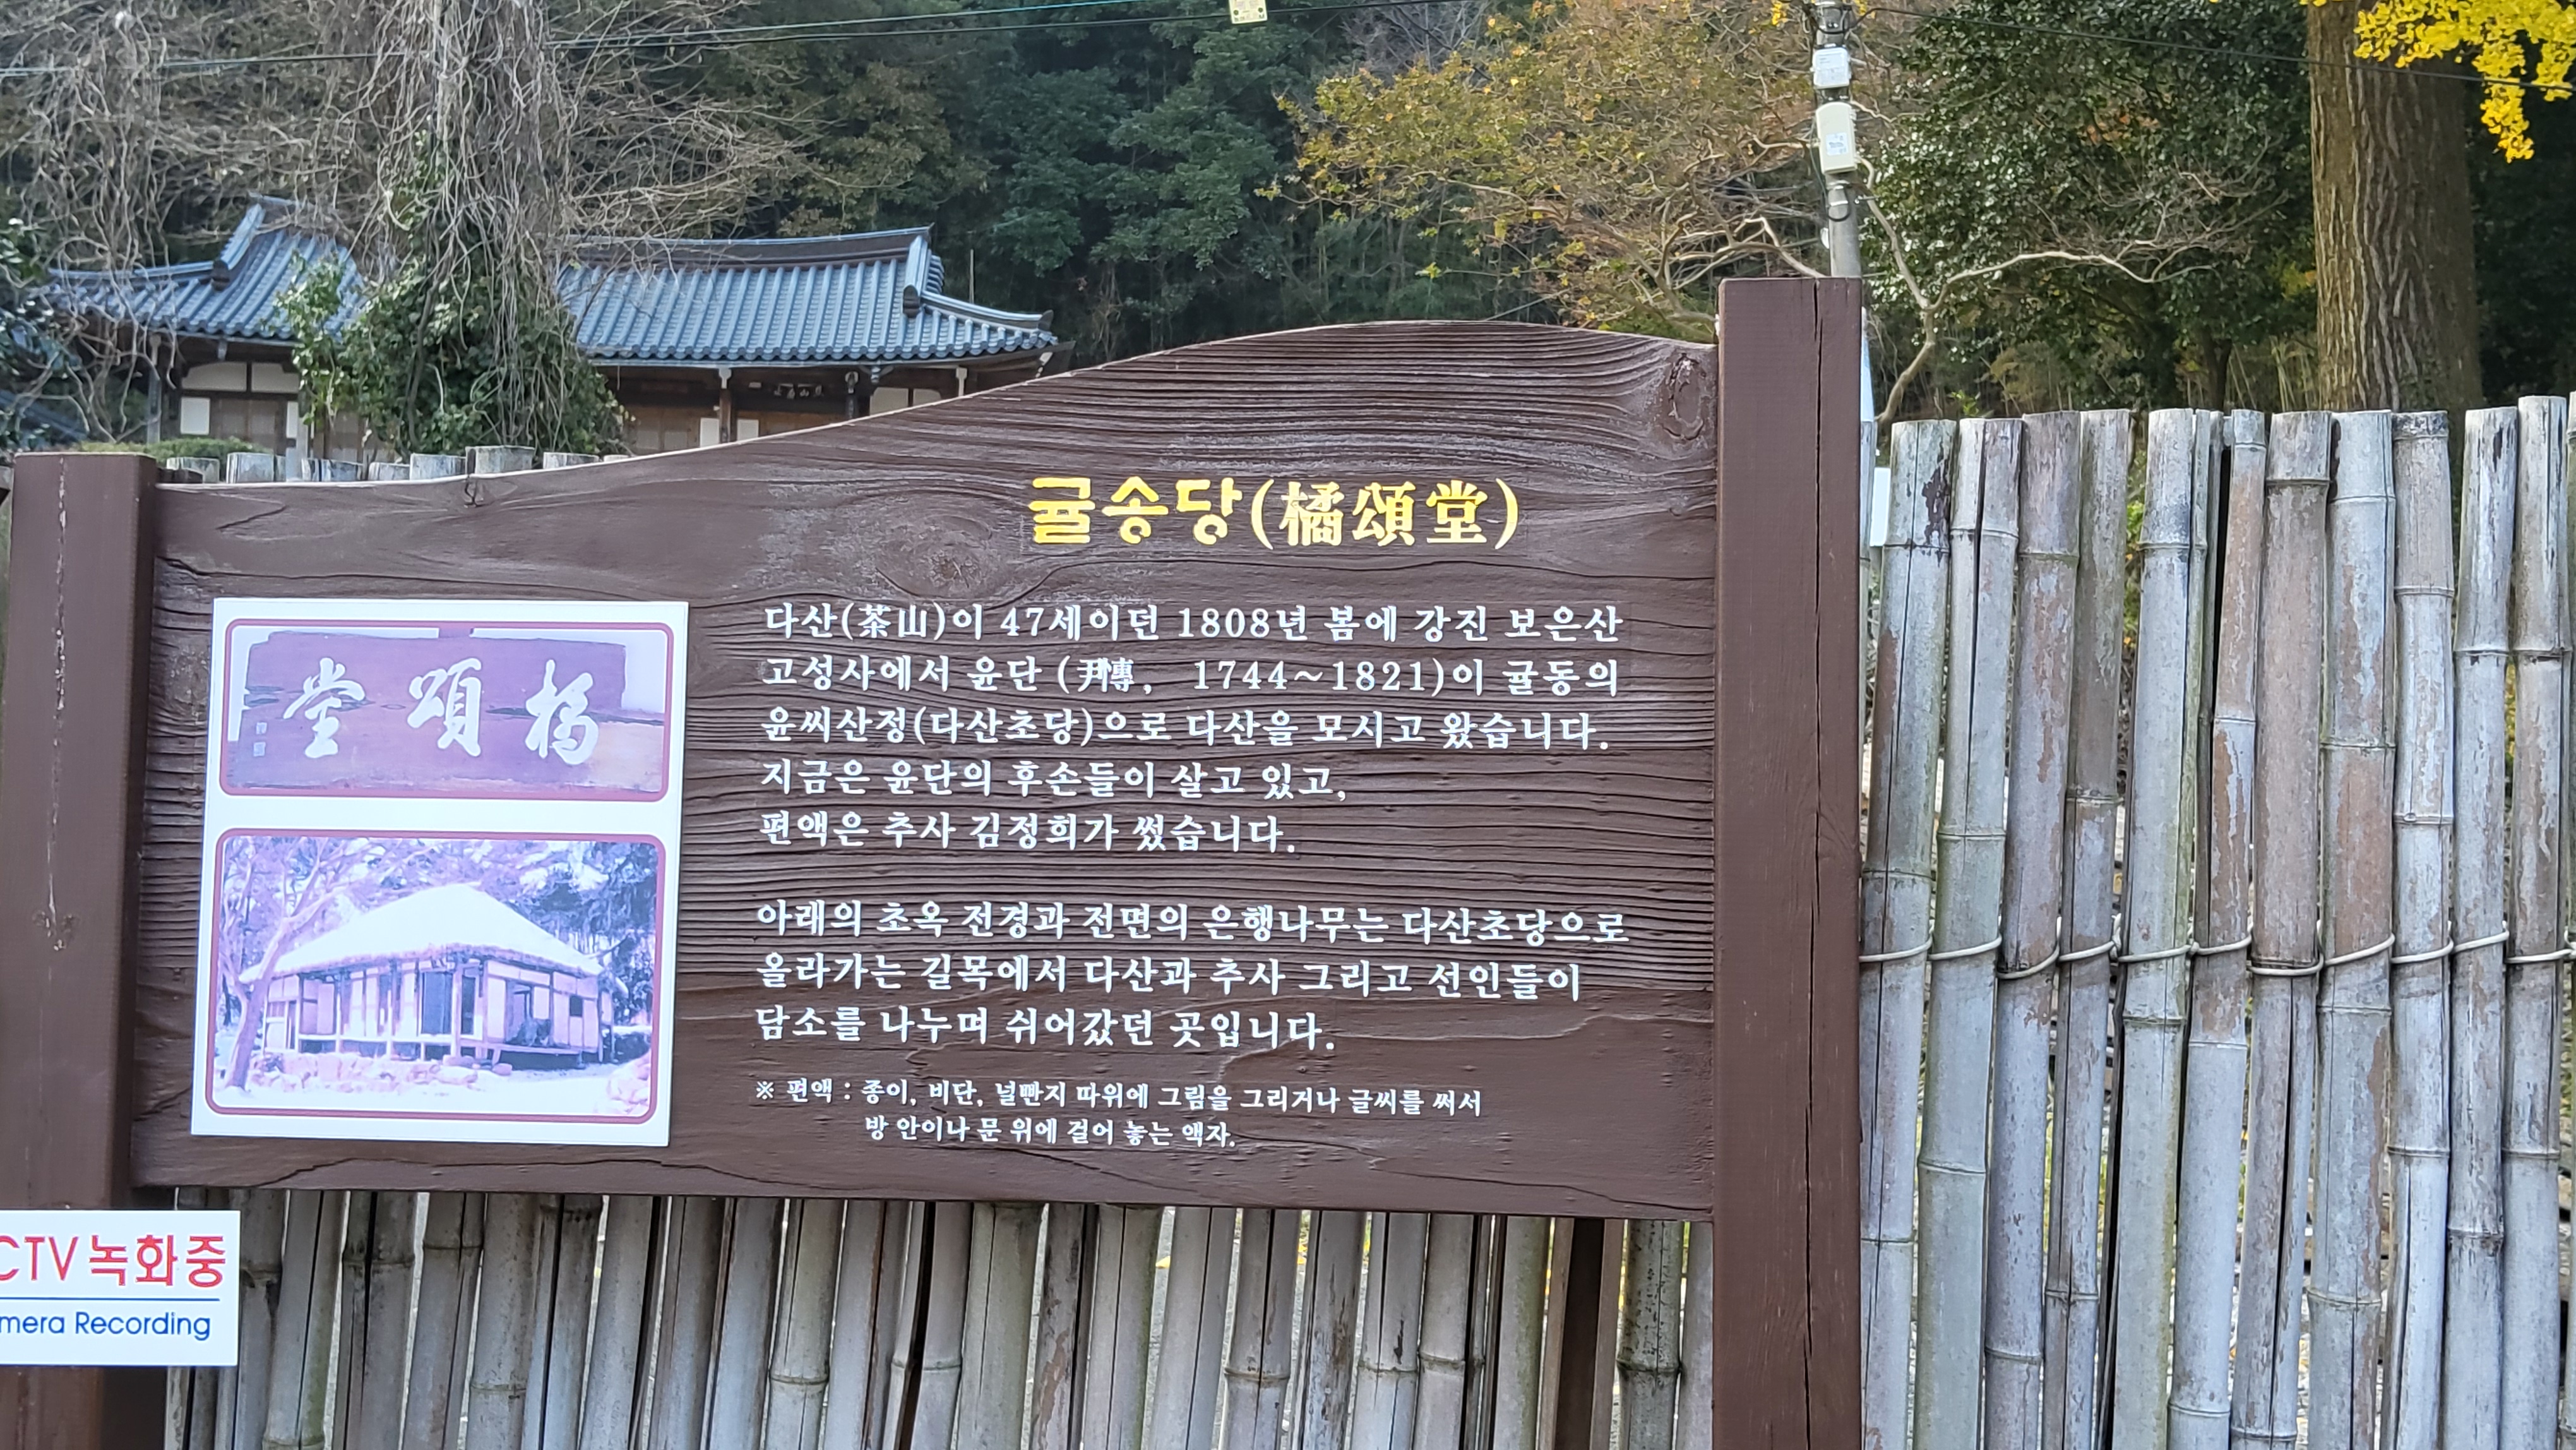 귤송당(橘頌堂)
堂頌橘
다산(茶山)이 47세이던 1808년 봄에 강진 보은산
고성사에서 윤단 (尹慱, 1744~1821)이 귤동의
윤씨산정(다산초당)으로 다산을 모시고 왔습니다.
지금은 윤단의 후손들이 살고 있고,
편액은 추사 김정희가 썼습니다.
아래의 초옥 전경과 전면의 은행나무는 다산초당으로
올라가는 길목에서 다산과 추사 그리고 선인들이
담소를 나누며 쉬어갔던 곳입니다.
※ 편액 : 종이, 비단, 널빤지 따위에 그림을 그리거나 글씨를 써서
방 안이나 문 위에 걸어 놓는 액자.
CTV 녹화중
mera Recording